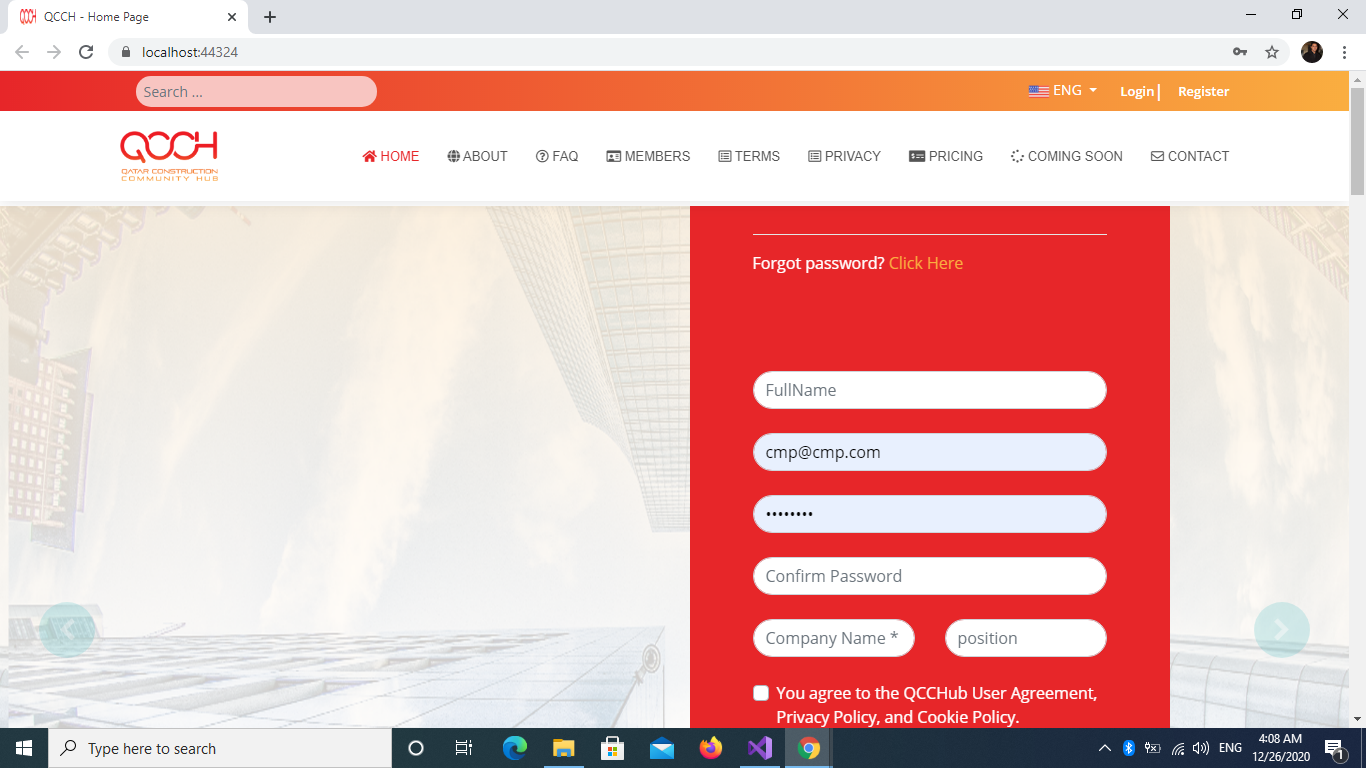 QCCH - Home Page
localhost:44324
Search ...
ENG
Login|
Register
QCCH
QATAR CONSTRUCTION
COMMUNITY HUB
HOME
ABOUT
FAQ
MEMBERS
TERMS
PRIVACY
PRICING
COMING SOON
CONTACT
Forgot password? Click Here
FullName
cmp@cmp.com
••••••••
Confirm Password
Company Name *
position
You agree to the QCCHub User Agreement,
Privacy Policy, and Cookie Policy.
Type here to search
ENG
4:08 AM
12/26/2020
1